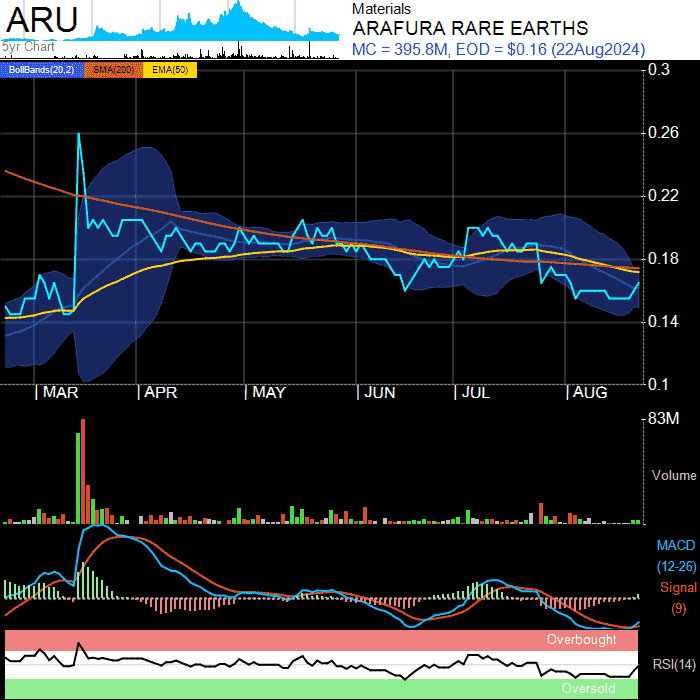 ARU
5yr Chart
Materials
ARAFURA RARE EARTHS
MC = 395.8M, EOD = $0.16 (22Aug2024)
BollBands(20,2) SMA(200) EMA(50)
0.3
0.26
0.22
0.18
0.14
0.1
MAR APR MAY JUN JUL AUG
83M
Volume
MACD
(12-26)
Signal
(9)
Overbought
RSI(14)
Oversold